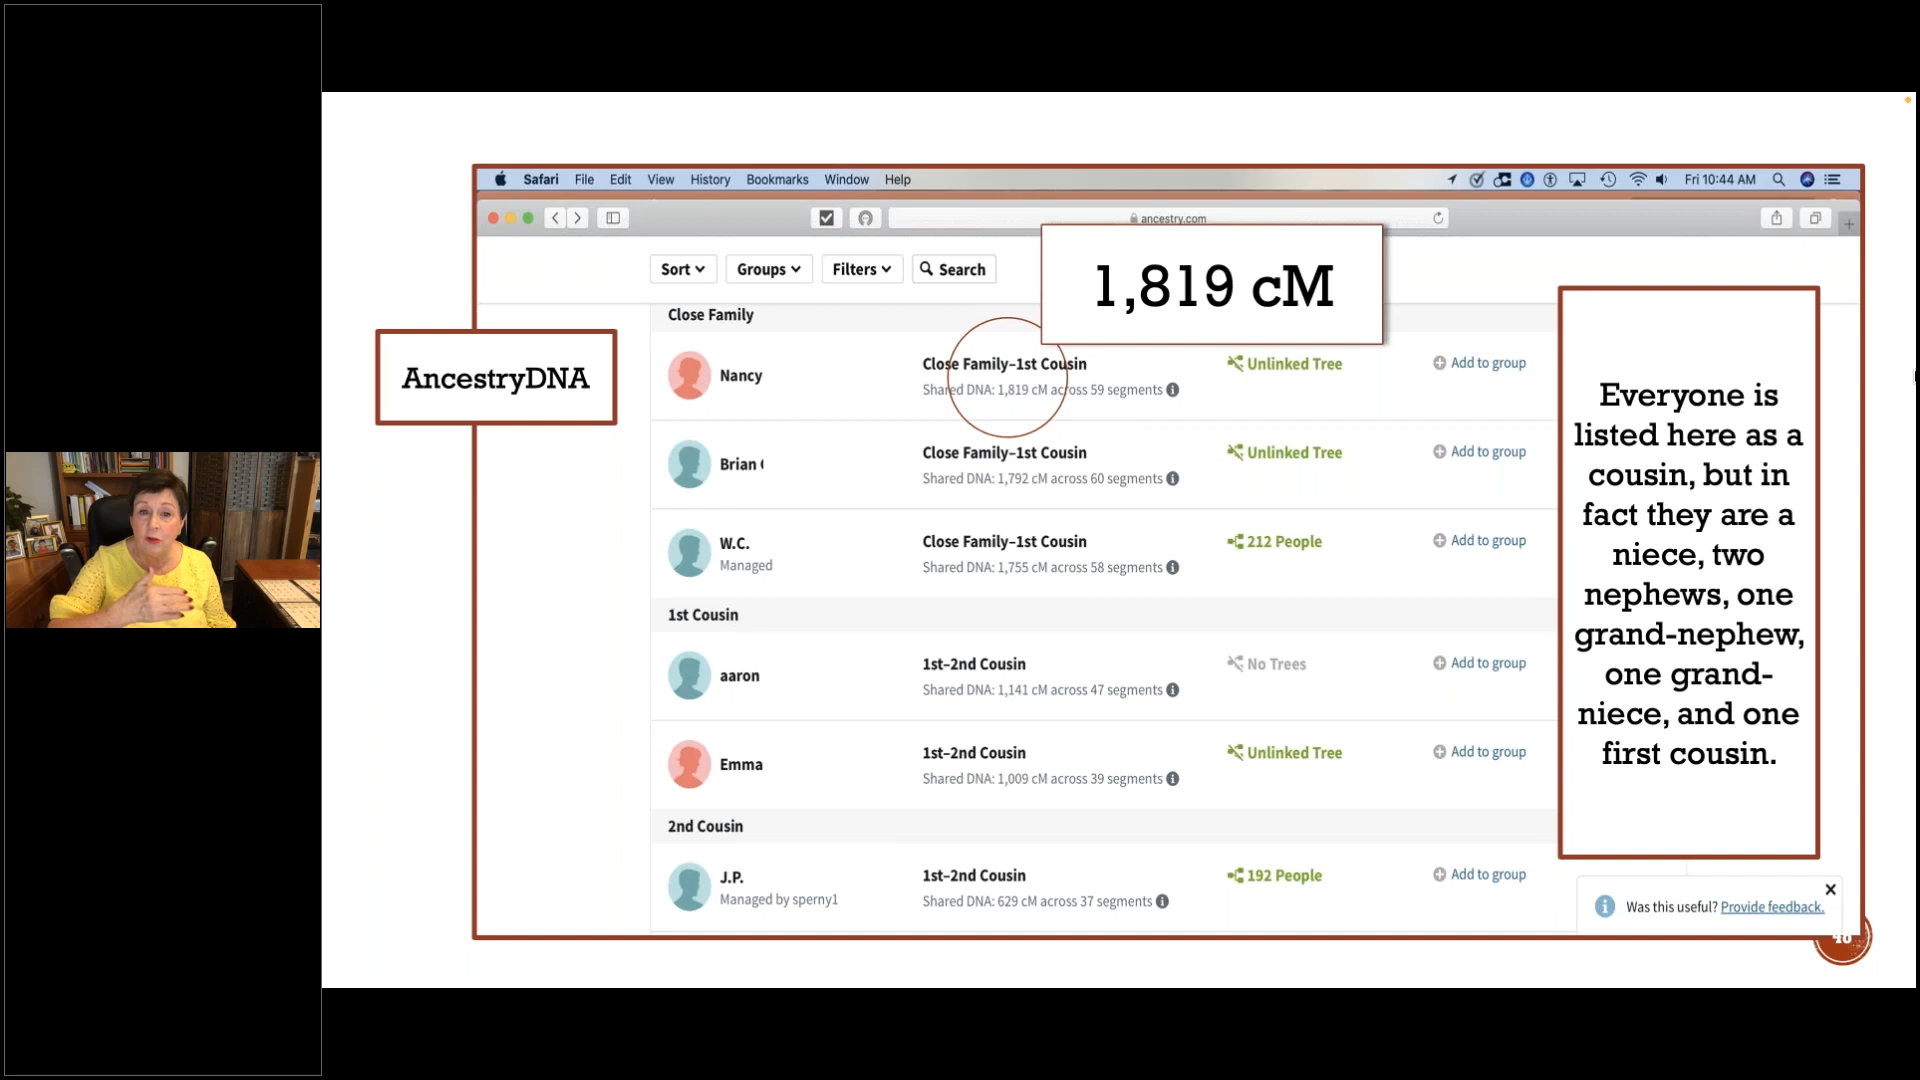 Safari File Edit View History Bookmarks Window Help Fri 10:44 AM
ancestry.com
1,819 cM
Sort Groups Filters Search
Close Family
AncestryDNA
Nancy
Close Family–1st Cousin
Shared DNA: 1,819 cM across 59 segments
Unlinked Tree
Add to group
Brian
Close Family–1st Cousin
Shared DNA: 1,792 cM across 60 segments
Unlinked Tree
Add to group
W.C.
Managed
Close Family–1st Cousin
Shared DNA: 1,755 cM across 58 segments
212 People
Add to group
1st Cousin
aaron
1st–2nd Cousin
Shared DNA: 1,141 cM across 47 segments
No Trees
Add to group
Emma
1st–2nd Cousin
Shared DNA: 1,009 cM across 39 segments
Unlinked Tree
Add to group
2nd Cousin
J.P.
Managed by sperny1
1st–2nd Cousin
Shared DNA: 629 cM across 37 segments
192 People
Add to group
Everyone is
listed here as a
cousin, but in
fact they are a
niece, two
nephews, one
grand-nephew,
one grand-
niece, and one
first cousin.
Was this useful? Provide feedback.